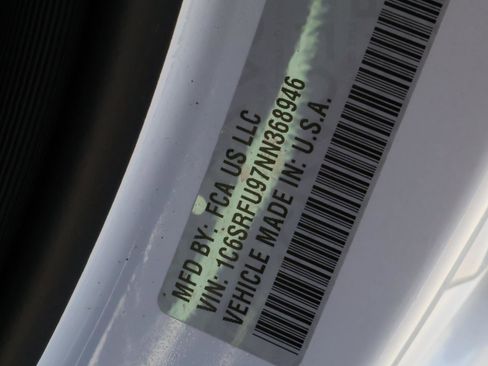 MFD BY: FCA US LLC
VIN: 1C6SRFU97NN368946
VEHICLE MADE IN: U.S.A.